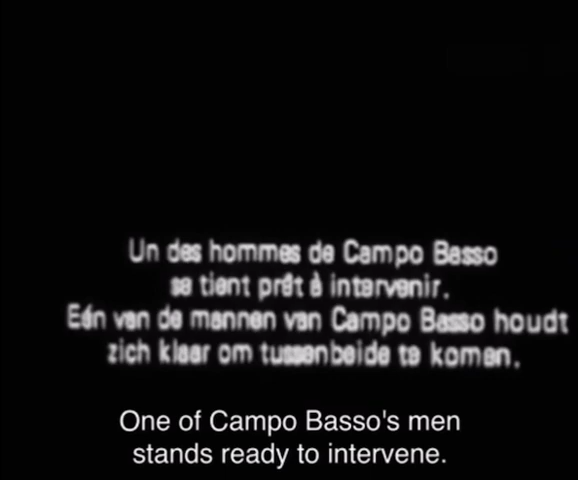 Un des hommes de Campo Basso
se tient prêt à intervenir.
Eén van de mannen van Campo Basso houdt
zich klaar om tussenbeide te komen.
One of Campo Basso's men
stands ready to intervene.